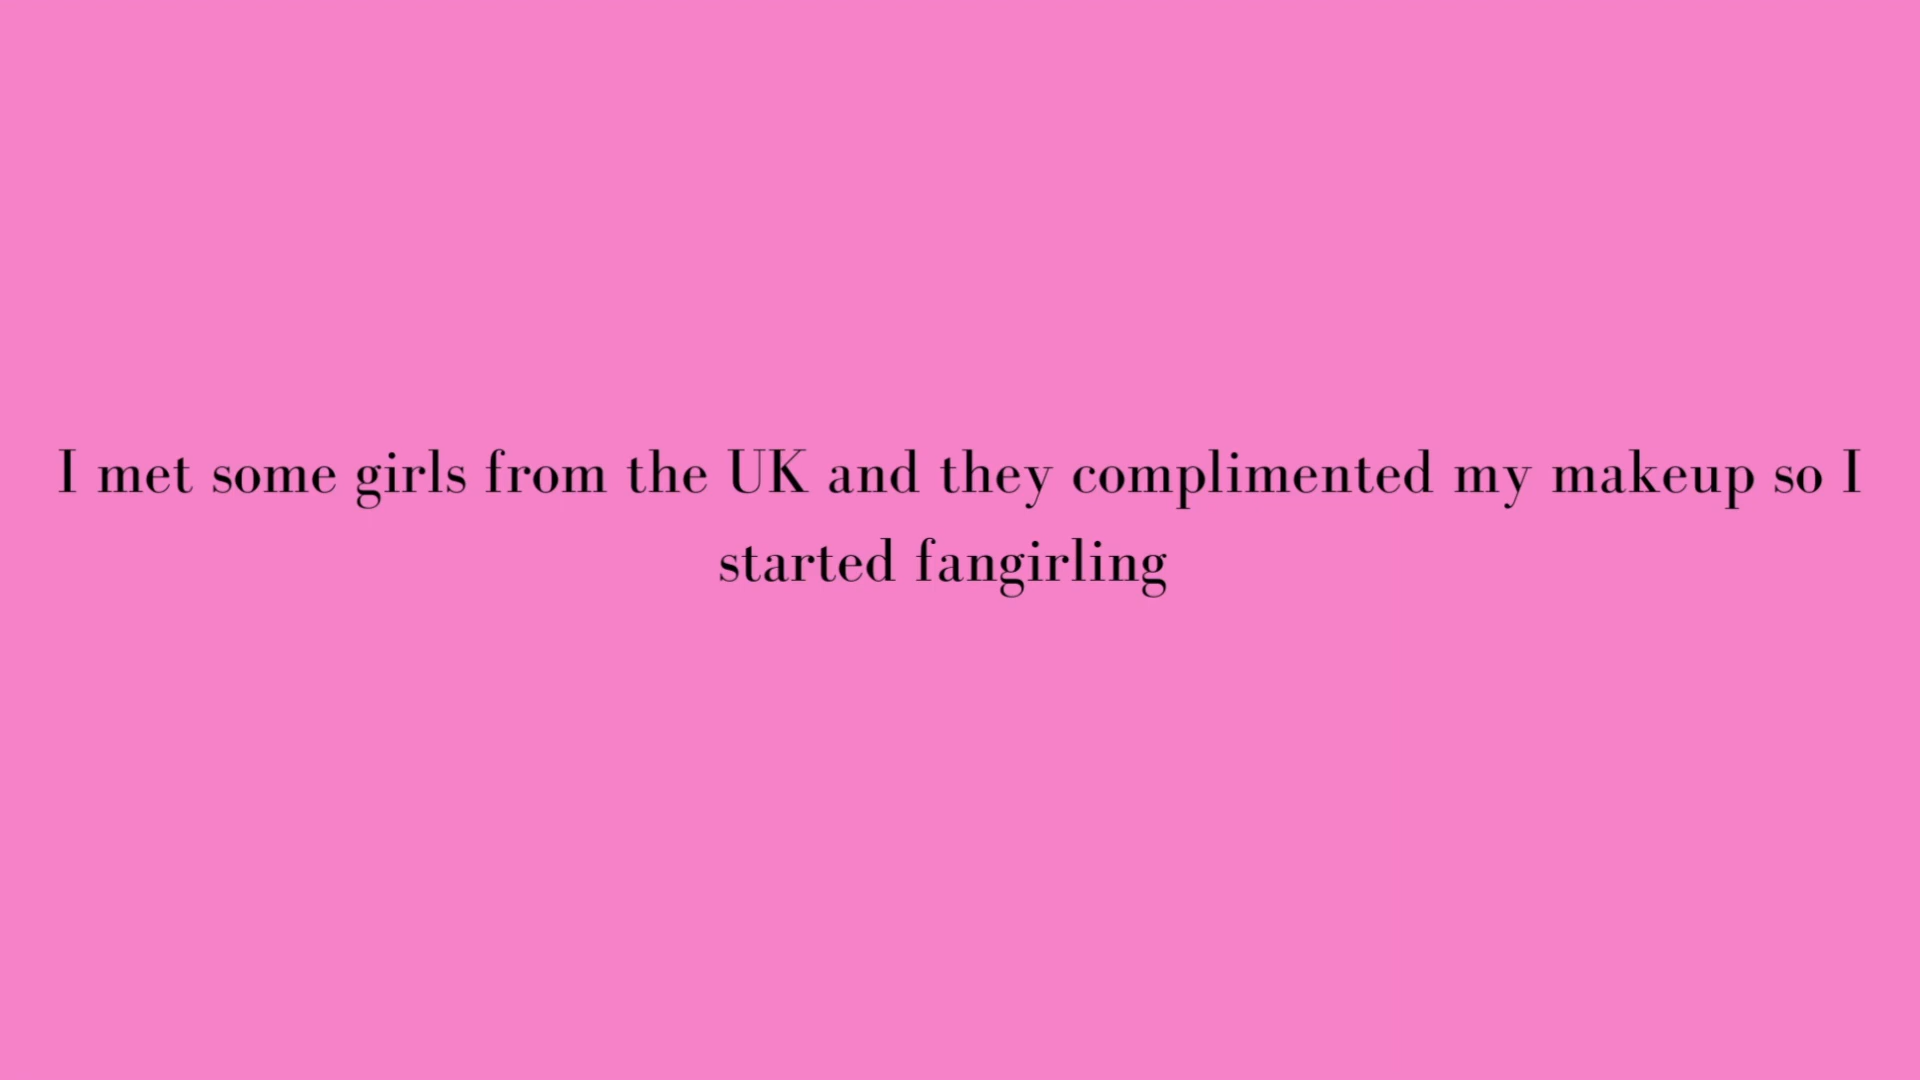 I met some girls from the UK and they complimented my makeup so I
started fangirling